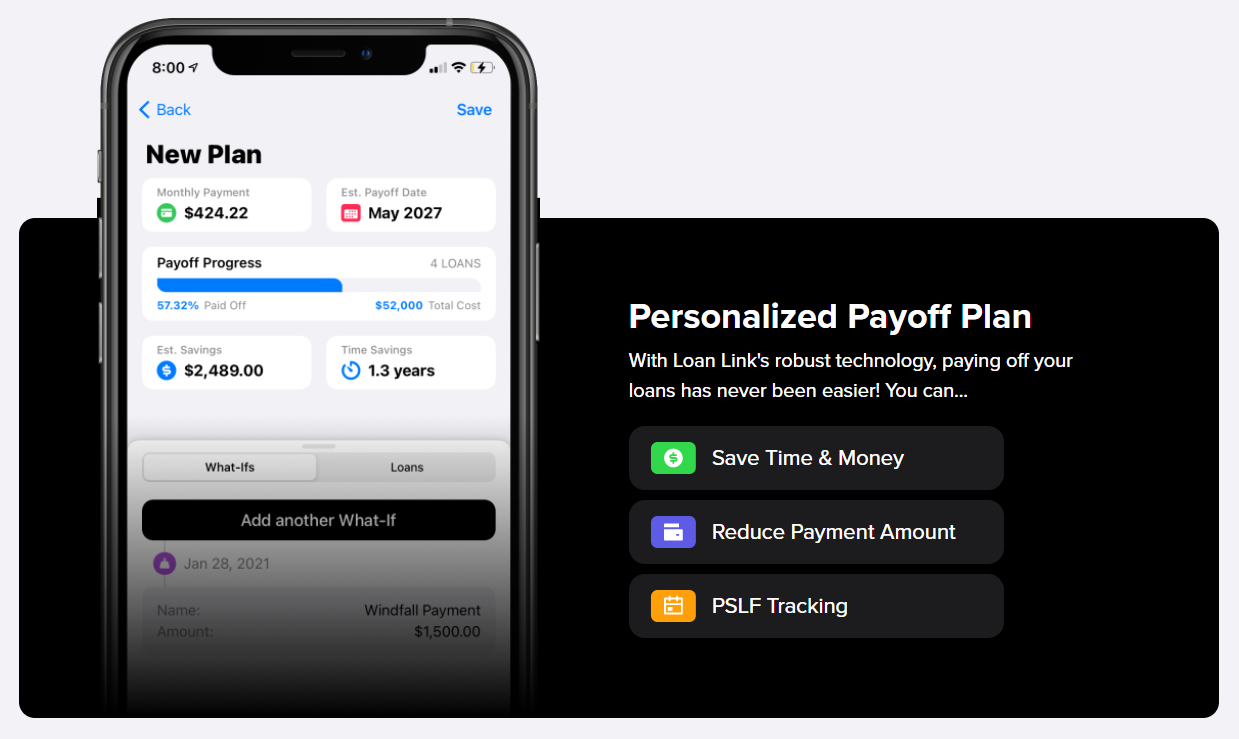 8:00
Back
Save
New Plan
Monthly Payment
$424.22
Est. Payoff Date
May 2027
Payoff Progress
4 LOANS
57.32% Paid Off
$52,000 Total Cost
Est. Savings
$2,489.00
Time Savings
1.3 years
What-Ifs
Loans
Add another What-If
Jan 28, 2021
Name:
Windfall Payment
Amount:
$1,500.00
Personalized Payoff Plan
With Loan Link's robust technology, paying off your
loans has never been easier! You can...
Save Time & Money
Reduce Payment Amount
PSLF Tracking